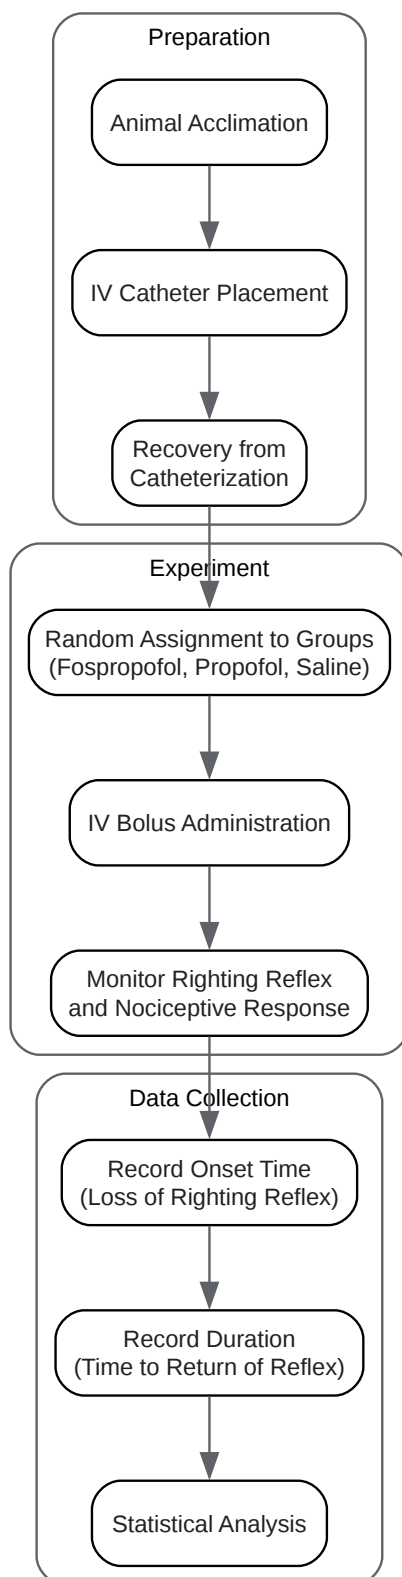 Preparation
Animal Acclimation
IV Catheter Placement
Recovery from
Catheterization
Experiment
Random Assignment to Groups
(Fospropofol, Propofol, Saline)
IV Bolus Administration
Monitor Righting Reflex
and Nociceptive Response
Data Collection
Record Onset Time
(Loss of Righting Reflex)
Record Duration
(Time to Return of Reflex)
Statistical Analysis